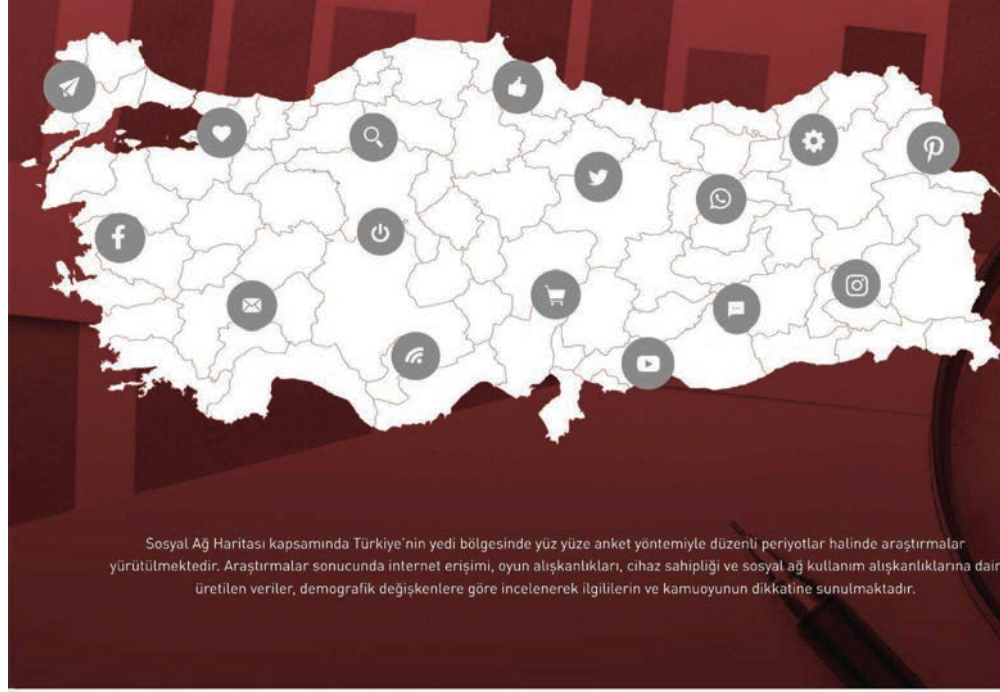 Sosyal Ağ Haritası kapsamında Türkiye'nin yedi bölgesinde yüz yüze anket yöntemiyle düzenli periyotlar halinde araştırmalar
yürütülmektedir. Araştırmalar sonucunda internet erişimi, oyun alışkanlıkları, cihaz sahipliği ve sosyal ağ kullanım alışkanlıklarına dair
üretilen veriler, demografik değişkenlere göre incelenerek ilgililerin ve kamuoyunun dikkatine sunulmaktadır.